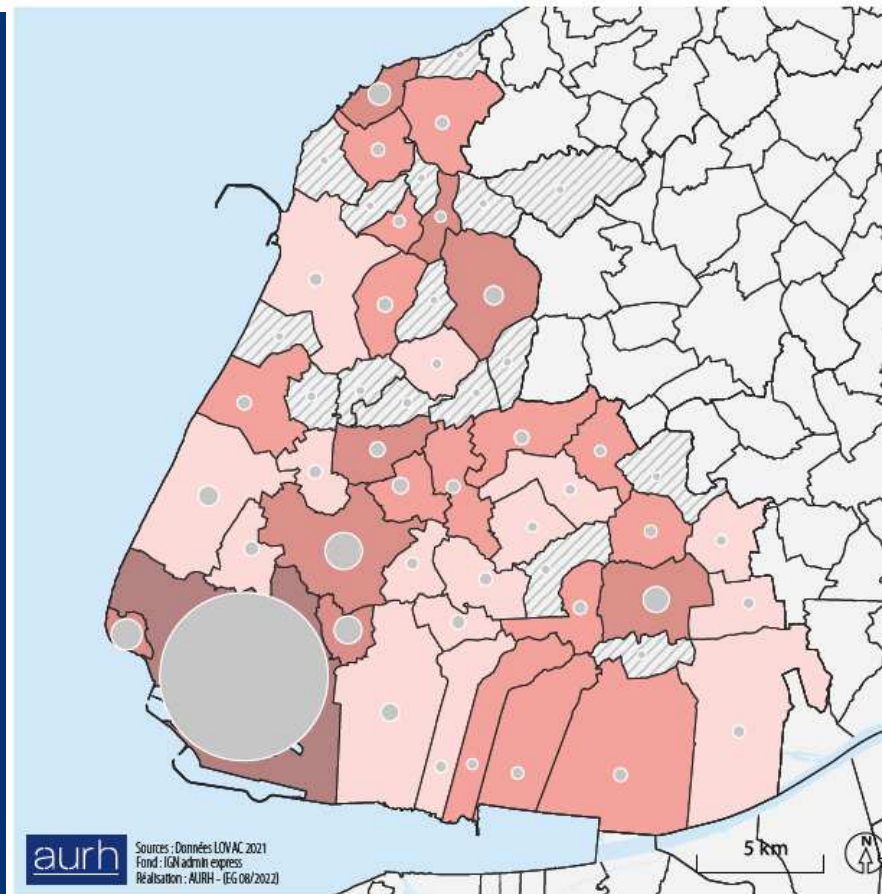 aurh
Sources : Données LOVAC 2021
Fond : IGN admin express
Réalisation : AURH - (EG 08/2022)
5 km
N